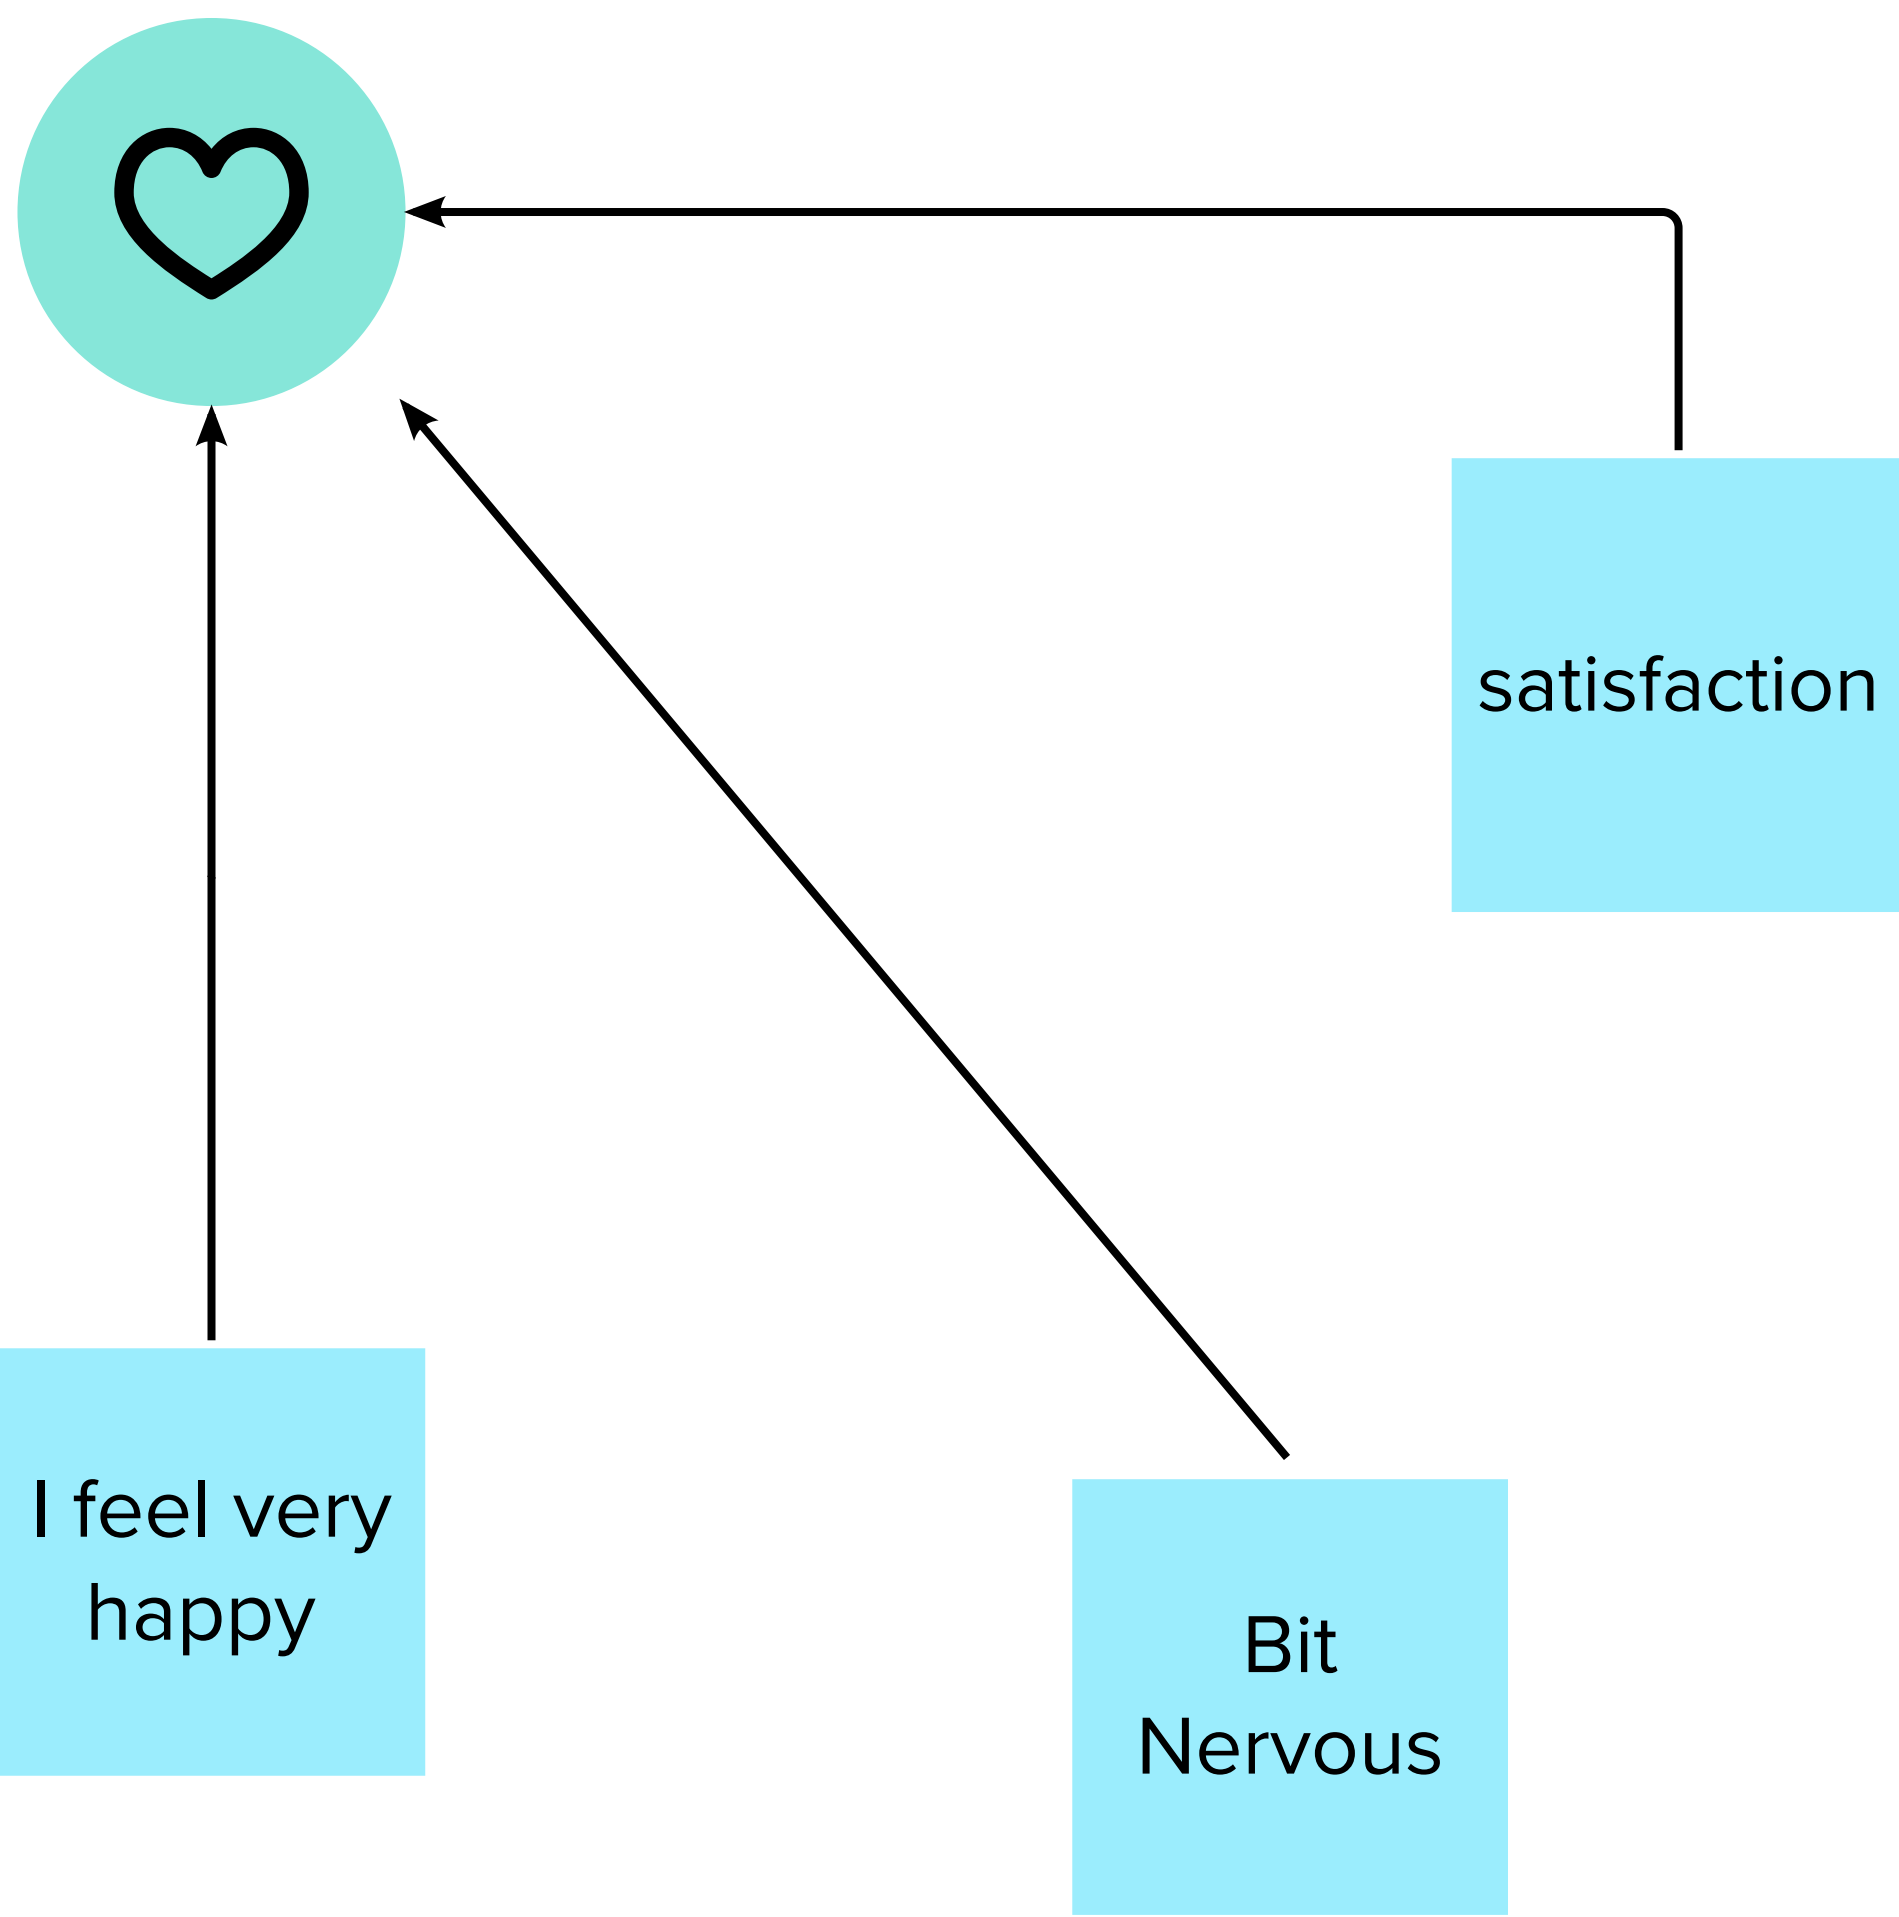 satisfaction
I feel very
happy
Bit
Nervous